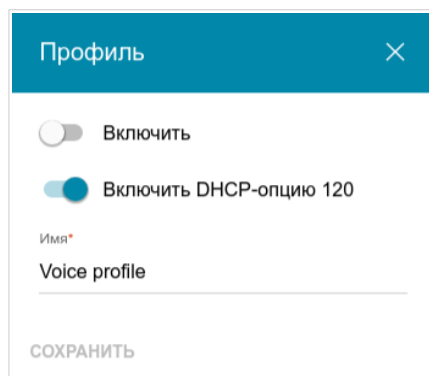 Профиль
Включить
Включить DHCP-опцию 120
Имя*
Voice profile
СОХРАНИТЬ